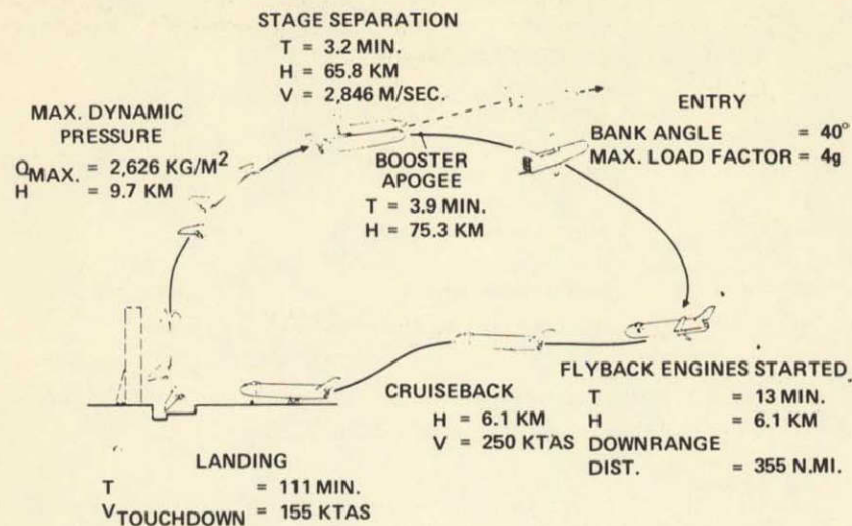 STAGE SEPARATION
T = 3.2 MIN.
H = 65.8 KM
V = 2,846 M/SEC.
MAX. DYNAMIC
PRESSURE
QMAX. = 2,626 KG/M²
H = 9.7 KM
ENTRY
BANK ANGLE = 40°
MAX. LOAD FACTOR = 4g
BOOSTER
APOGEE
T = 3.9 MIN.
H = 75.3 KM
CRUISEBACK
H = 6.1 KM
V = 250 KTAS
FLYBACK ENGINES STARTED
T = 13 MIN.
H = 6.1 KM
DOWNRANGE
DIST. = 355 N.MI.
LANDING
T = 111 MIN.
VTOUCHDOWN = 155 KTAS